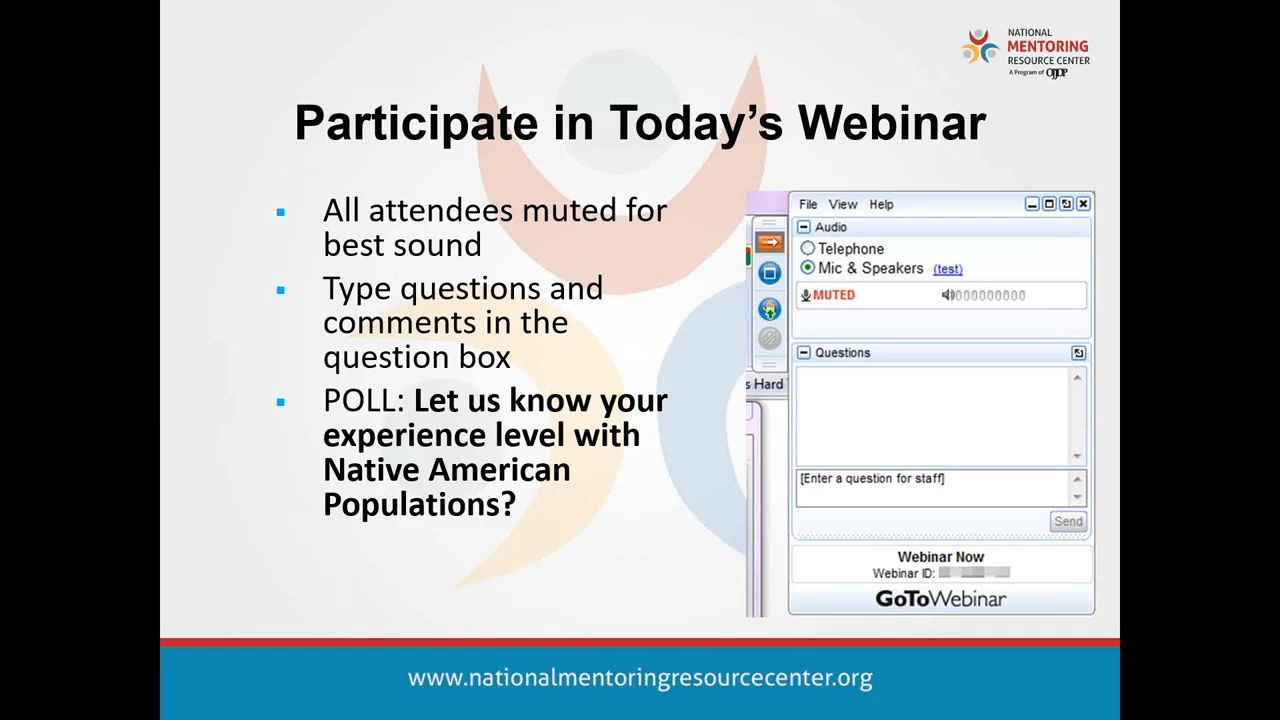 NATIONAL
MENTORING
RESOURCE CENTER
A Program of OJJDP
Participate in Today's Webinar
All attendees muted for
best sound
Type questions and
comments in the
question box
POLL: Let us know your
experience level with
Native American
Populations?
File View Help
Audio
Telephone
Mic & Speakers (test)
MUTED
Questions
s Hard
[Enter a question for staff]
Send
Webinar Now
Webinar ID:
GoToWebinar
www.nationalmentoringresourcecenter.org